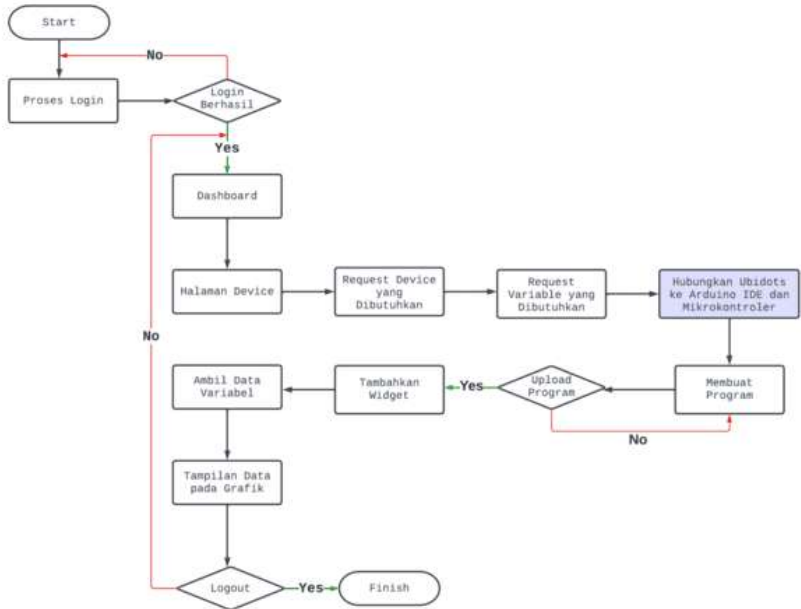 Start
No
Proses Login
Login
Berhasil
Yes
Dashboard
Halaman Device
Request Device
yang
Dibutuhkan
Request
Variable yang
Dibutuhkan
Hubungkan Ubidots
ke Arduino IDE dan
Mikrokontroler
No
Ambil Data
Variabel
Tambahkan
Widget
Yes
Upload
Program
Membuat
Program
No
Tampilan Data
pada Grafik
Logout
Yes
Finish